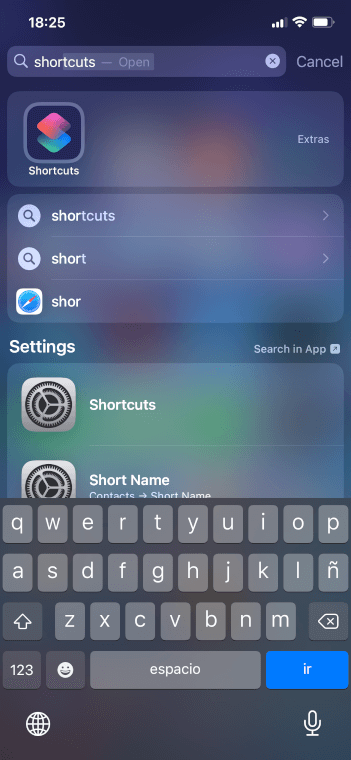 18:25
shortcuts — Open
Cancel
Extras
Shortcuts
shortcuts
short
shor
Settings
Search in App
Shortcuts
Short Name
Contacts → Short Name
q w e r t y u i o p
a s d f g h j k l ñ
z x c v b n m
123 espacio ir